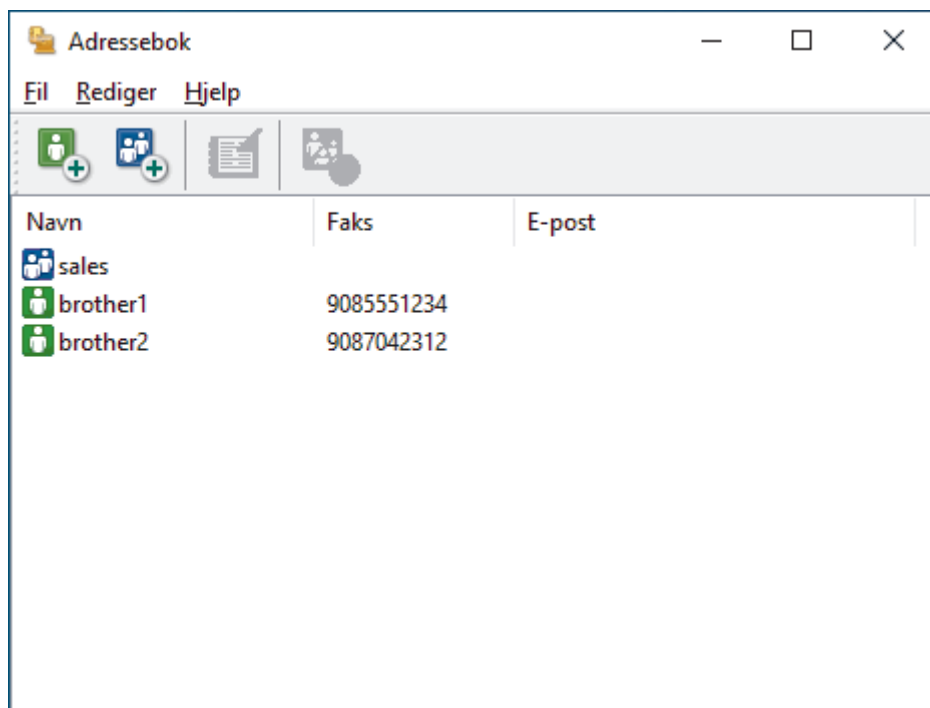 Adressebok
Fil Rediger Hjelp
Navn Faks E-post
sales
brother1 9085551234
brother2 9087042312